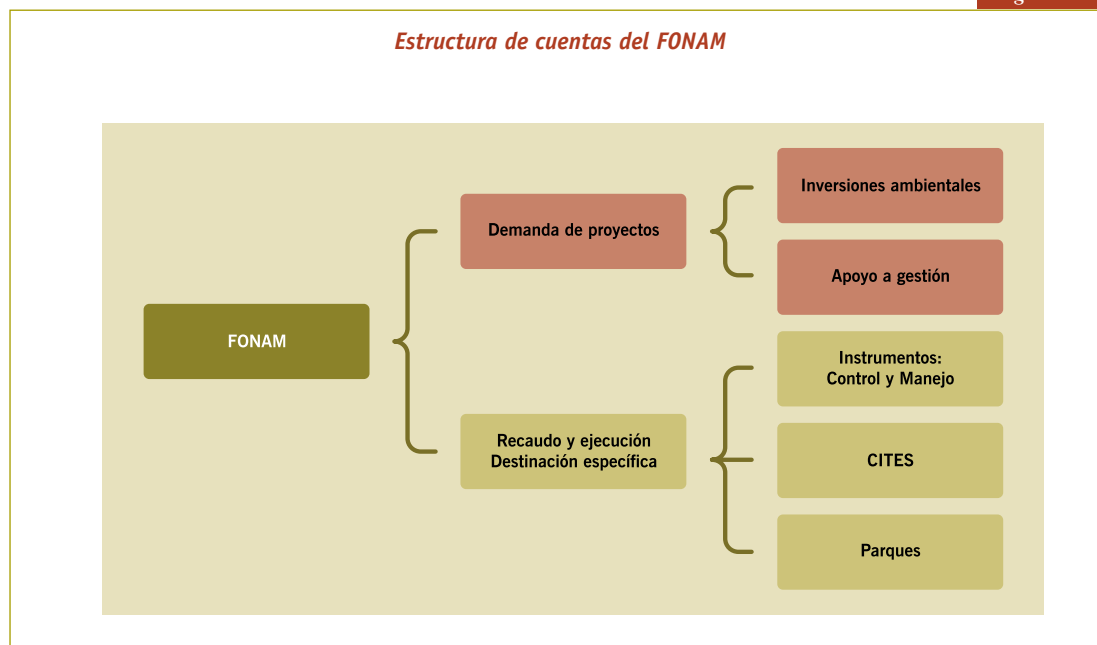 Estructura de cuentas del FONAM
Inversiones ambientales
Demanda de proyectos
Apoyo a gestión
FONAM
Instrumentos:
Control y Manejo
Recaudo y ejecución
Destinación específica
CITES
Parques